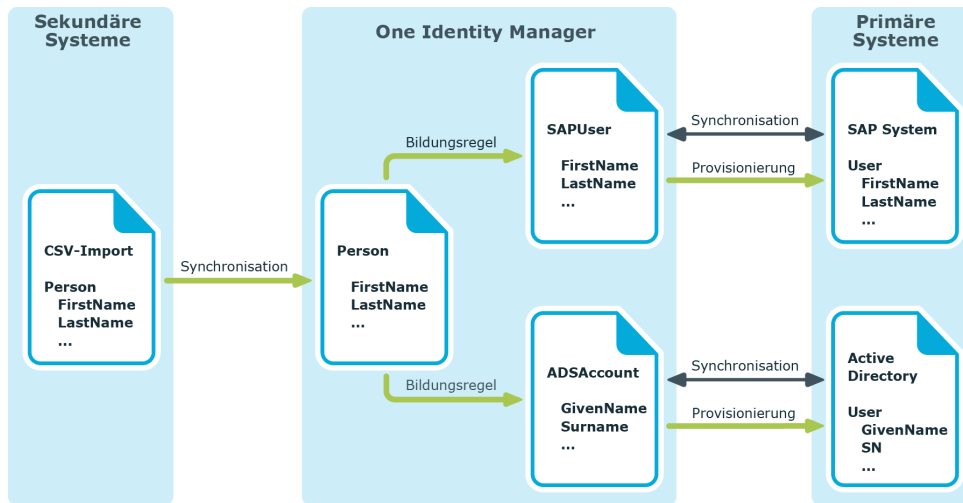 Sekundäre
Systeme
One Identity Manager
Primäre
Systeme
CSV-Import
Person
FirstName
LastName
...
Synchronisation
Person
FirstName
LastName
...
Bildungsregel
Bildungsregel
SAPUser
FirstName
LastName
...
Synchronisation
Provisionierung
SAP System
User
FirstName
LastName
...
ADSAccount
GivenName
Surname
...
Synchronisation
Provisionierung
Active
Directory
User
GivenName
SN
...